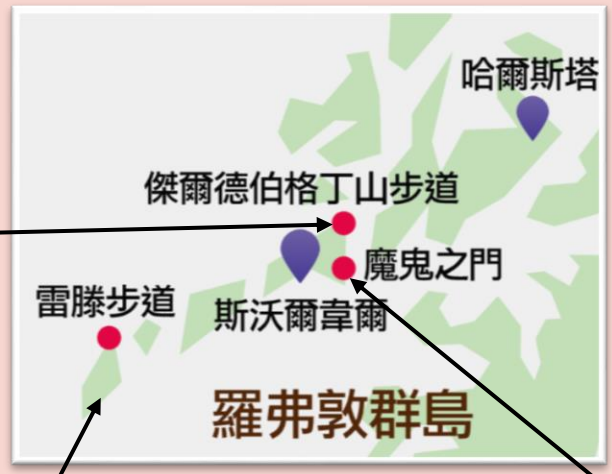 哈爾斯塔
傑爾德伯格丁山步道
魔鬼之門
雷滕步道
斯沃爾韋爾
羅弗敦群島